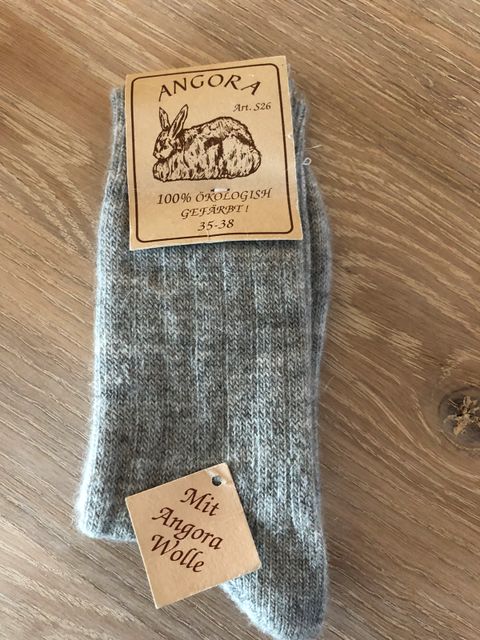 ANGORA
Art. S26
100% ÖKOLOGISH
GEFÄRBT!
35-38
Mit
Angora
Wolle